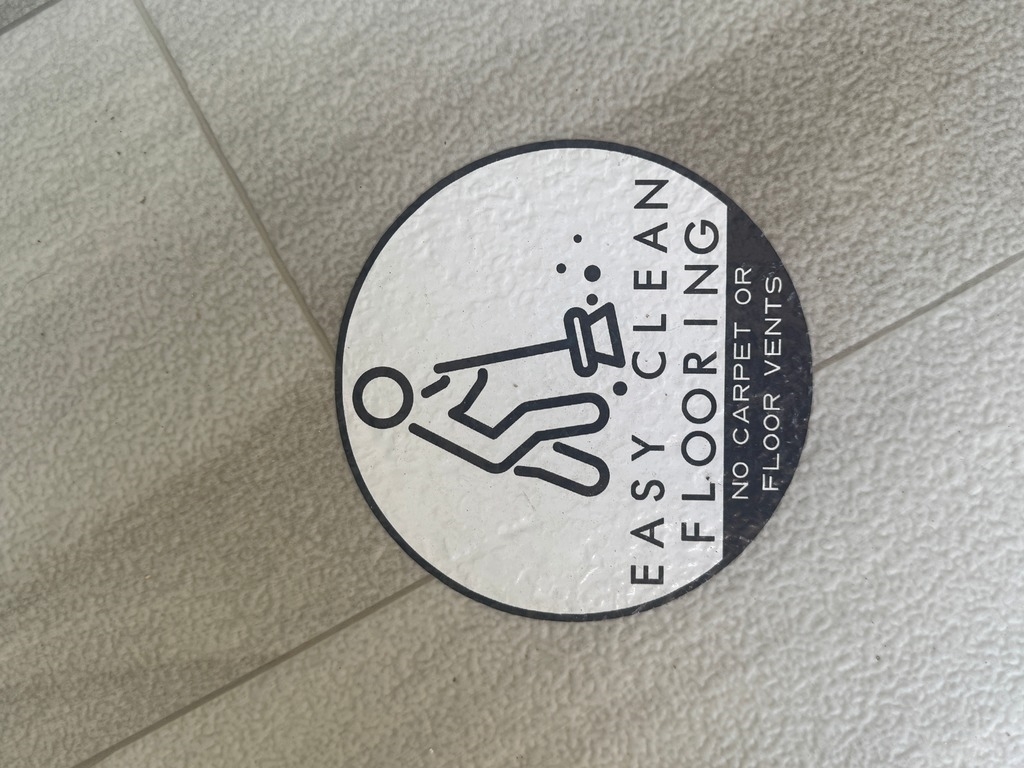 EASY CLEAN
FLOORING
NO CARPET OR
FLOOR VENTS